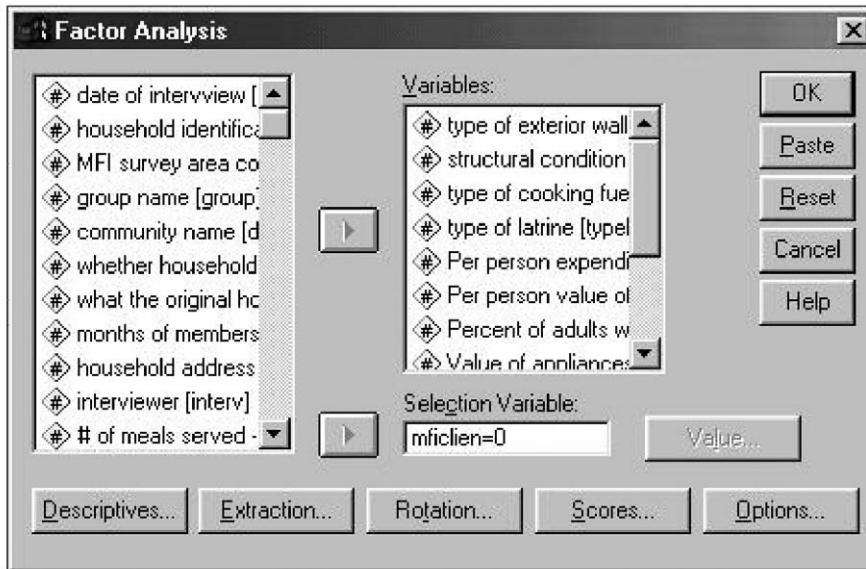 Factor Analysis
# date of intervview [
# household identifica
# MFI survey area co
# group name [group]
# community name [d
# whether household
# what the original ho
# months of members
# household address
# interviewer [interv]
# # of meals served -
Variables:
# type of exterior wall
# structural condition
# type of cooking fue
# type of latrine [typel
# Per person expendi
# Per person value of
# Percent of adults w
# Value of appliances
Selection Variable:
mficlien=0
Value...
OK
Paste
Reset
Cancel
Help
Descriptives...
Extraction...
Rotation...
Scores...
Options...